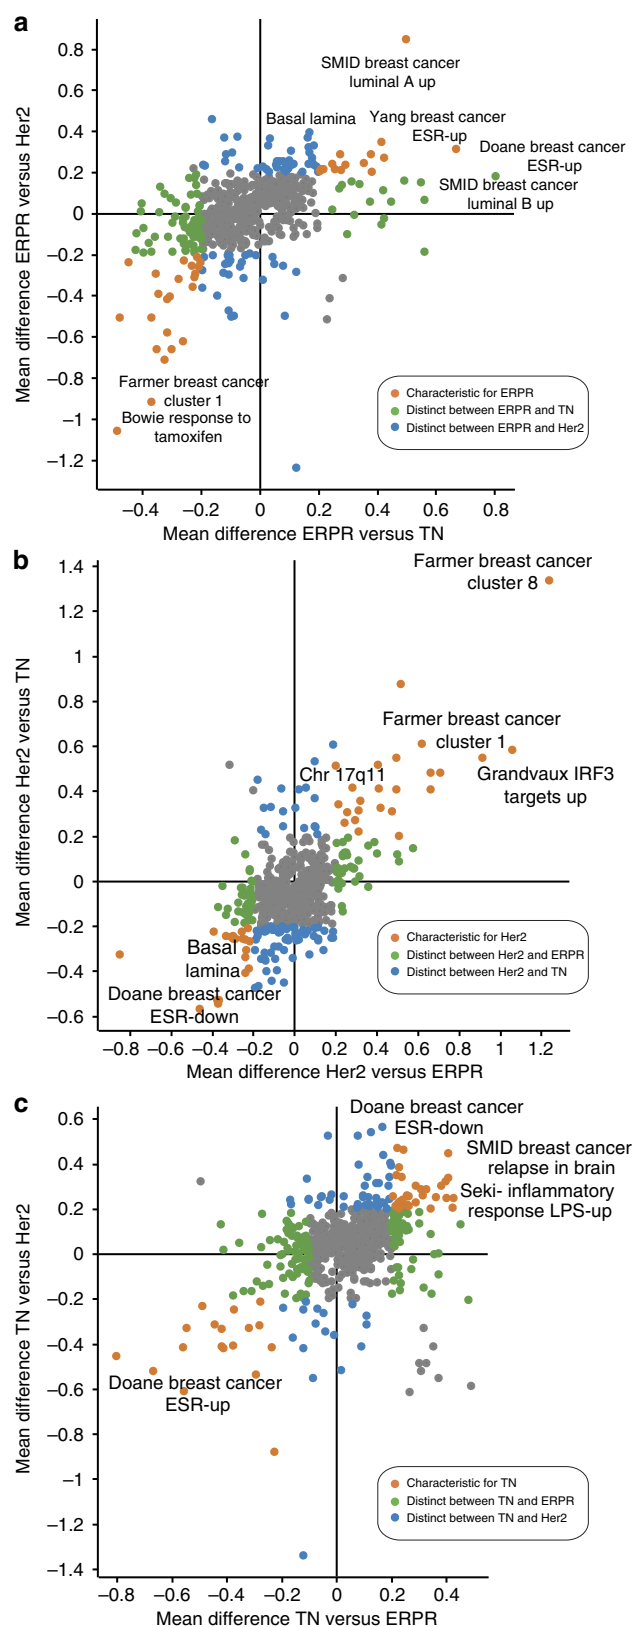 a
0.8
0.6
0.4
0.2
0
−0.2
−0.4
−0.6
−0.8
−1
−1.2
Mean difference ERPR versus Her2
SMID breast cancer
luminal A up
Basal lamina
Yang breast cancer
ESR-up
Doane breast cancer
ESR-up
SMID breast cancer
luminal B up
Farmer breast cancer
cluster 1
Bowie response to
tamoxifen
Characteristic for ERPR
Distinct between ERPR and TN
Distinct between ERPR and Her2
−0.4 −0.2 0 0.2 0.4 0.6 0.8
Mean difference ERPR versus TN
b
1.4
1.2
1
0.8
0.6
0.4
0.2
0
−0.2
−0.4
−0.6
Mean difference Her2 versus TN
Farmer breast cancer
cluster 8
Farmer breast cancer
cluster 1
Chr 17q11
Grandvaux IRF3
targets up
Basal
lamina
Doane breast cancer
ESR-down
Characteristic for Her2
Distinct between Her2 and ERPR
Distinct between Her2 and TN
−0.8 −0.6 −0.4 −0.2 0 0.2 0.4 0.6 0.8 1 1.2
Mean difference Her2 versus ERPR
c
0.6
0.4
0.2
0
−0.2
−0.4
−0.6
−0.8
−1
−1.2
−1.4
Mean difference TN versus Her2
Doane breast cancer
ESR-down
SMID breast cancer
relapse in brain
Seki- inflammatory
response LPS-up
Doane breast cancer
ESR-up
Characteristic for TN
Distinct between TN and ERPR
Distinct between TN and Her2
−0.8 −0.6 −0.4 −0.2 0 0.2 0.4
Mean difference TN versus ERPR